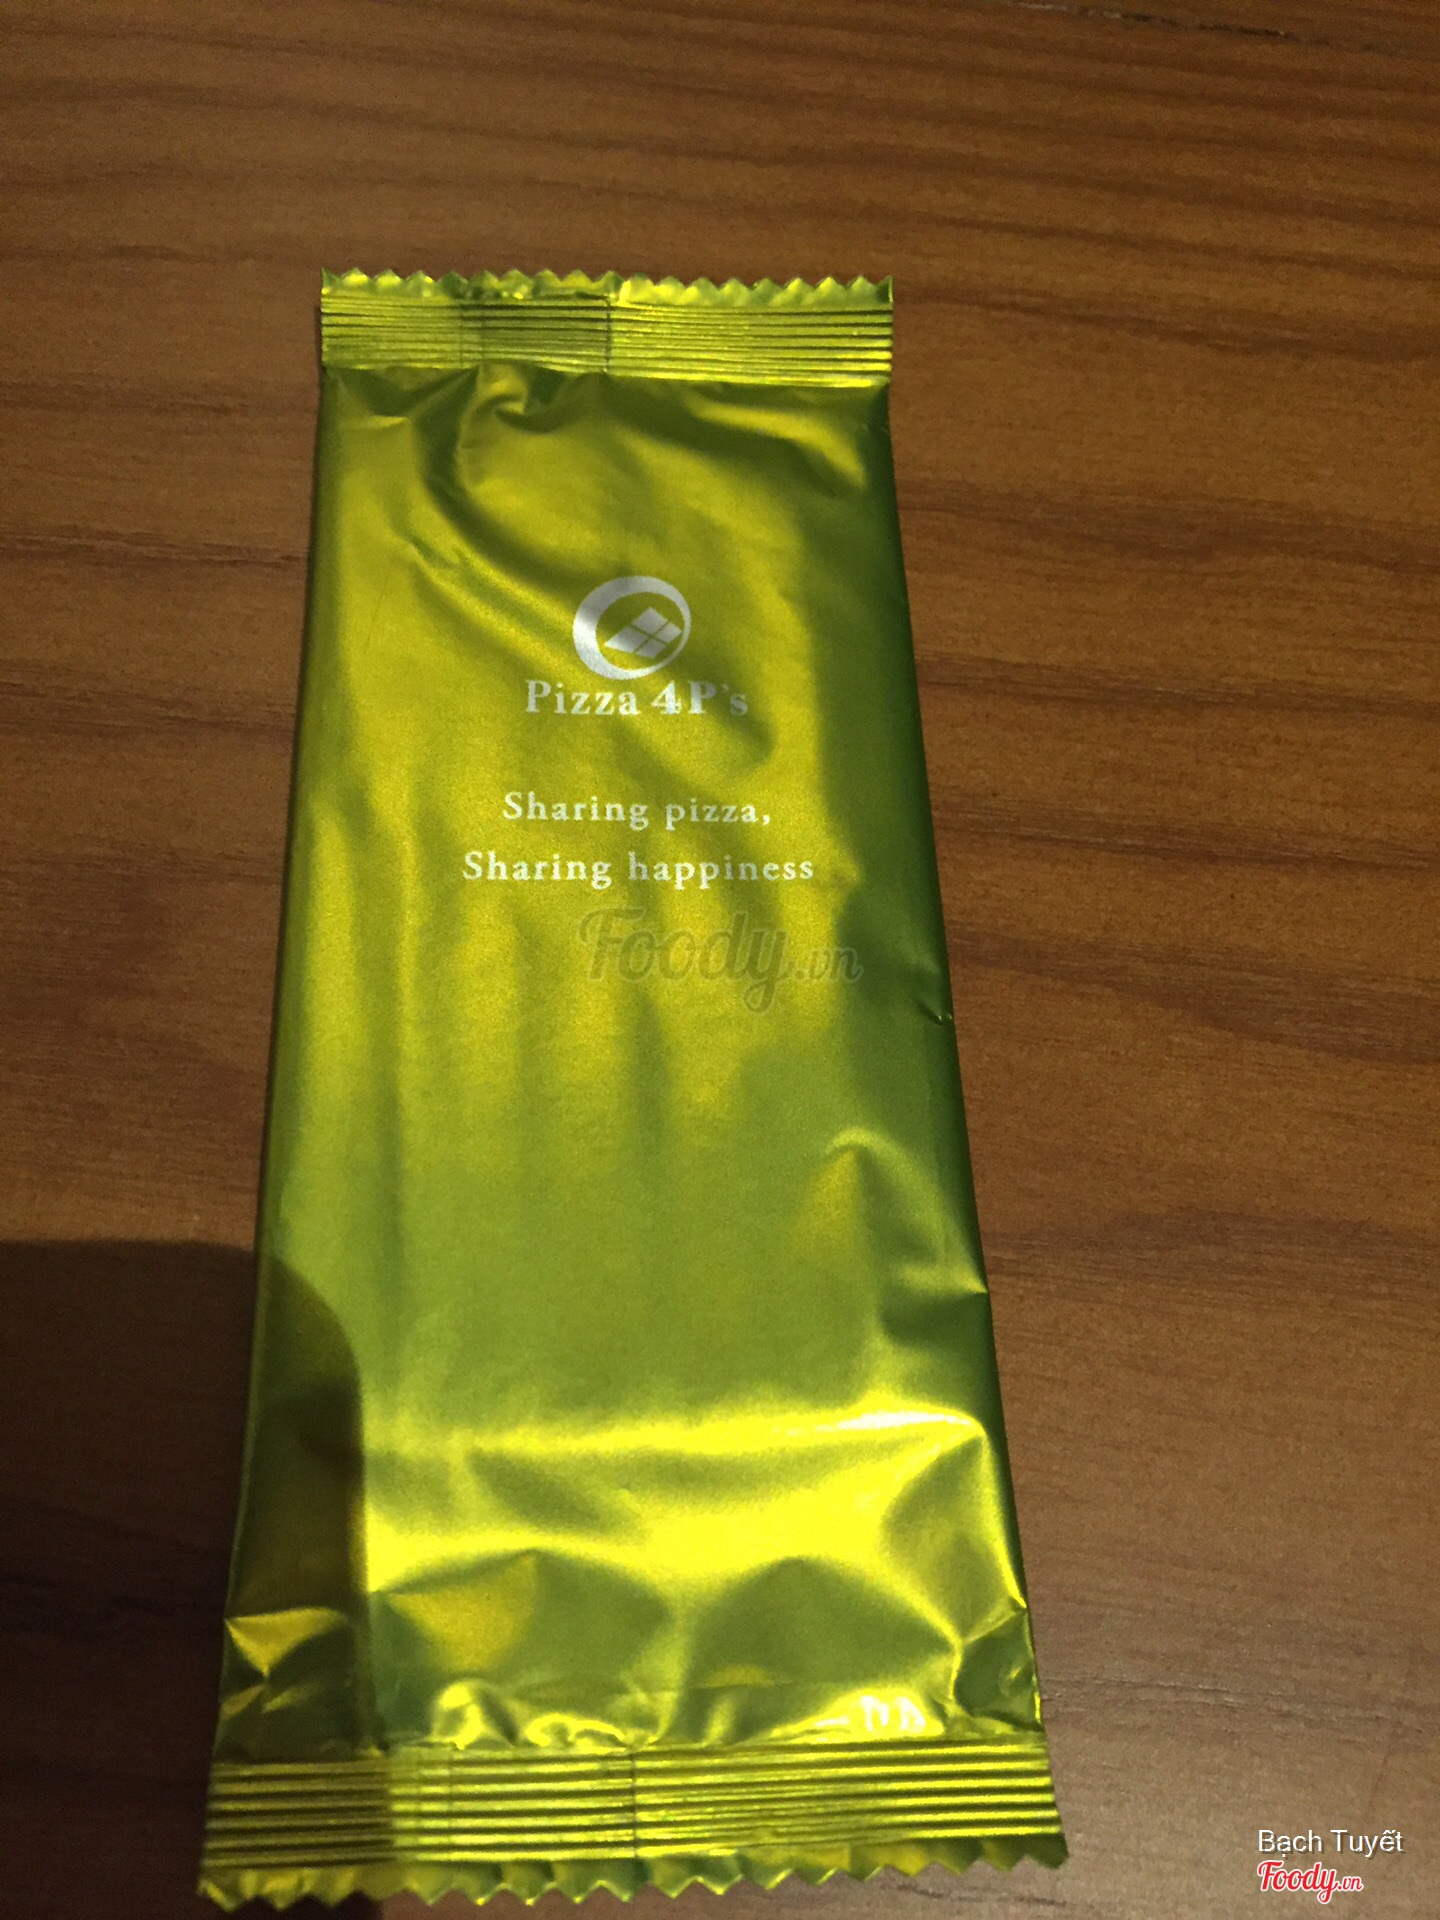 Pizza 4P's
Sharing pizza,
Sharing happiness
Foody.vn
Bạch Tuyết
Foody.vn